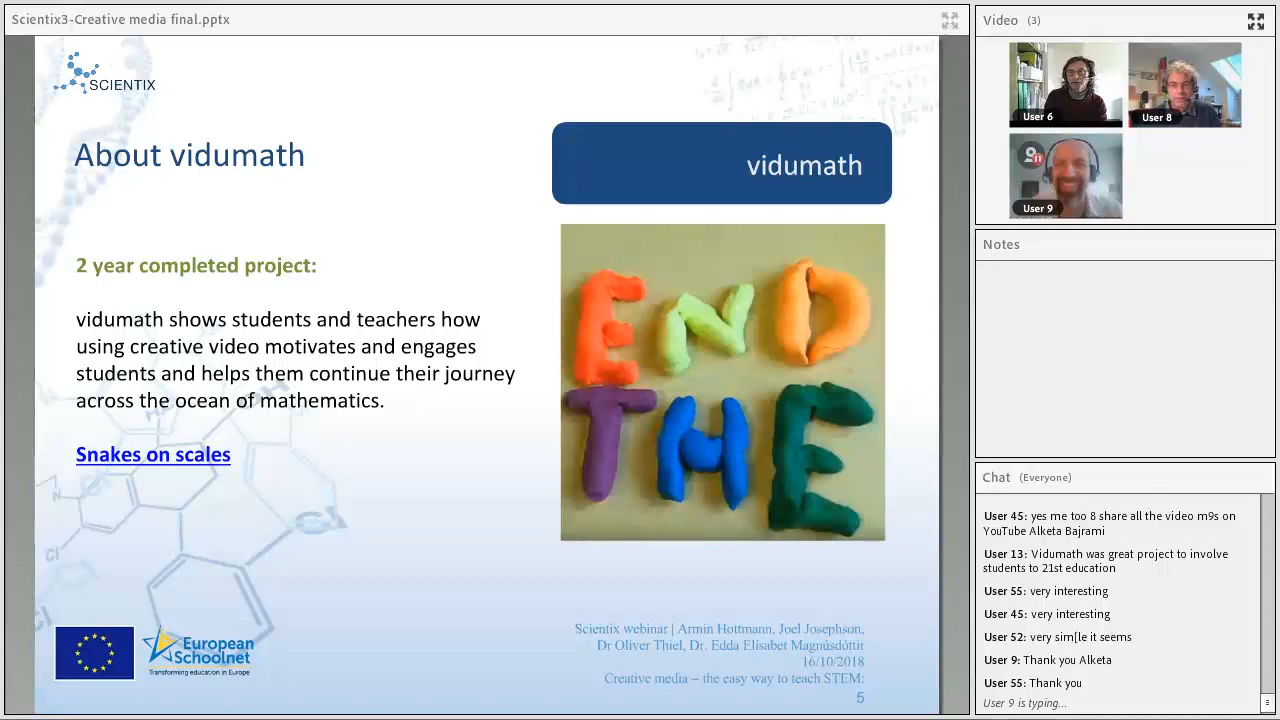 Scientix3-Creative media final.pptx
SCIENTIX
About vidumath
vidumath
2 year completed project:
vidumath shows students and teachers how
using creative video motivates and engages
students and helps them continue their journey
across the ocean of mathematics.
Snakes on scales
END
THE
European
Schoolnet
Transforming education in Europe
Scientix webinar | Armin Hottmann, Joel Josephson,
Dr Oliver Thiel, Dr. Edda Elísabet Magnúsdóttir
16/10/2018
Creative media – the easy way to teach STEM:
5
Video (3)
User 6
User 8
User 9
Notes
Chat (Everyone)
User 45: yes me too 8 share all the video m9s on
YouTube Alketa Bajrami
User 13: Vidumath was great project to involve
students to 21st education
User 55: very interesting
User 45: very interesting
User 52: very sim[le it seems
User 9: Thank you Alketa
User 55: Thank you
User 9 is typing...